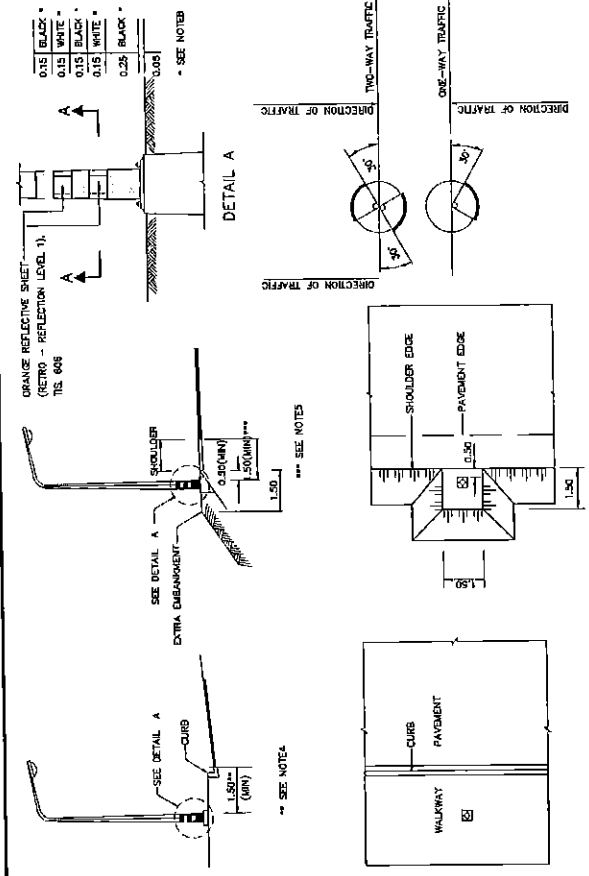 SEE DETAIL A
CURB
1.50**
(MIN)
** SEE NOTE4
SEE DETAIL A
EXTRA EMBANKMENT
SHOULDER
0.90(MIN)
1.50(MIN)***
1.50
*** SEE NOTE5
ORANGE REFLECTIVE SHEET
(RETRO - REFLECTION LEVEL 1),
TIS. 606
A
A
0.15 BLACK *
0.15 WHITE *
0.15 BLACK *
0.15 WHITE *
0.25 BLACK *
0.05
* SEE NOTE8
DETAIL A
WALKWAY
CURB
PAVEMENT
SHOULDER EDGE
PAVEMENT EDGE
0.50
1.50
1.50
DIRECTION OF TRAFFIC
DIRECTION OF TRAFFIC
TWO-WAY TRAFFIC
DIRECTION OF TRAFFIC
ONE-WAY TRAFFIC
30°